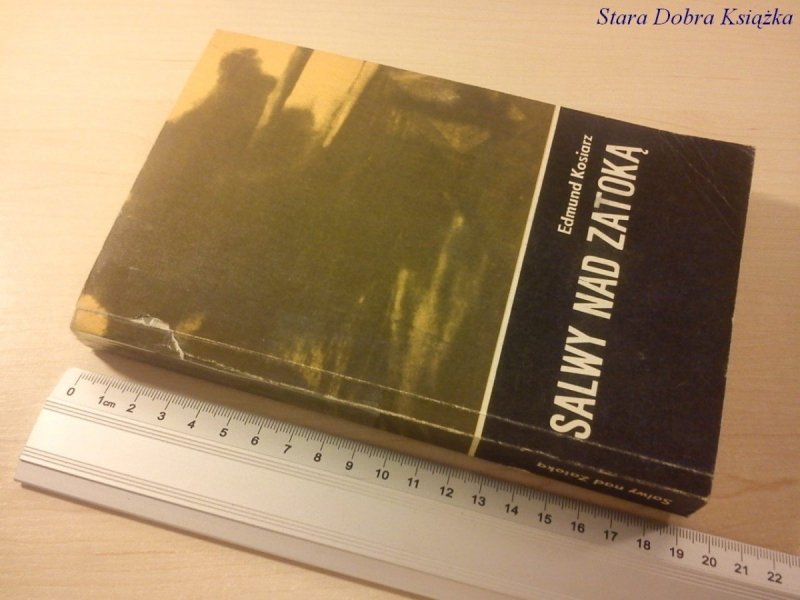 Stara Dobra Książka
Edmund Kosiarz
SALWY NAD ZATOKĄ
Salwy nad Zatoką
0 1cm 2 3 4 5 6 7 8 9 10 11 12 13 14 15 16 17 18 19 20 21 22